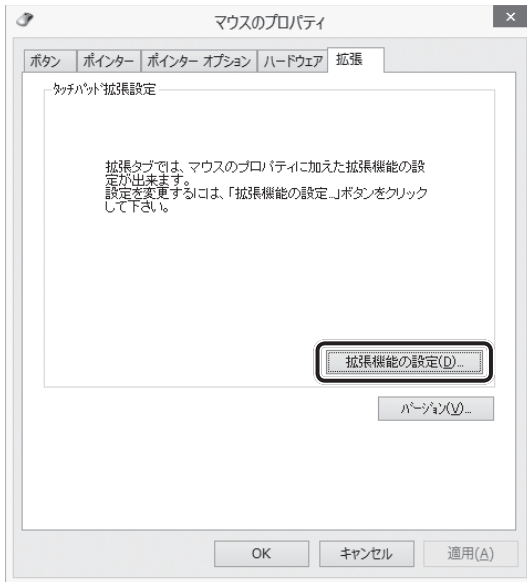 マウスのプロパティ
ボタン ポインター ポインター オプション ハードウェア 拡張
ﾀｯﾁﾊﾟｯﾄﾞ拡張設定
拡張タブでは、マウスのプロパティに加えた拡張機能の設
定が出来ます。
設定を変更するには、「拡張機能の設定...」ボタンをクリック
して下さい。
拡張機能の設定(D)...
ﾊﾞｰｼﾞｮﾝ(V)...
OK キャンセル 適用(A)